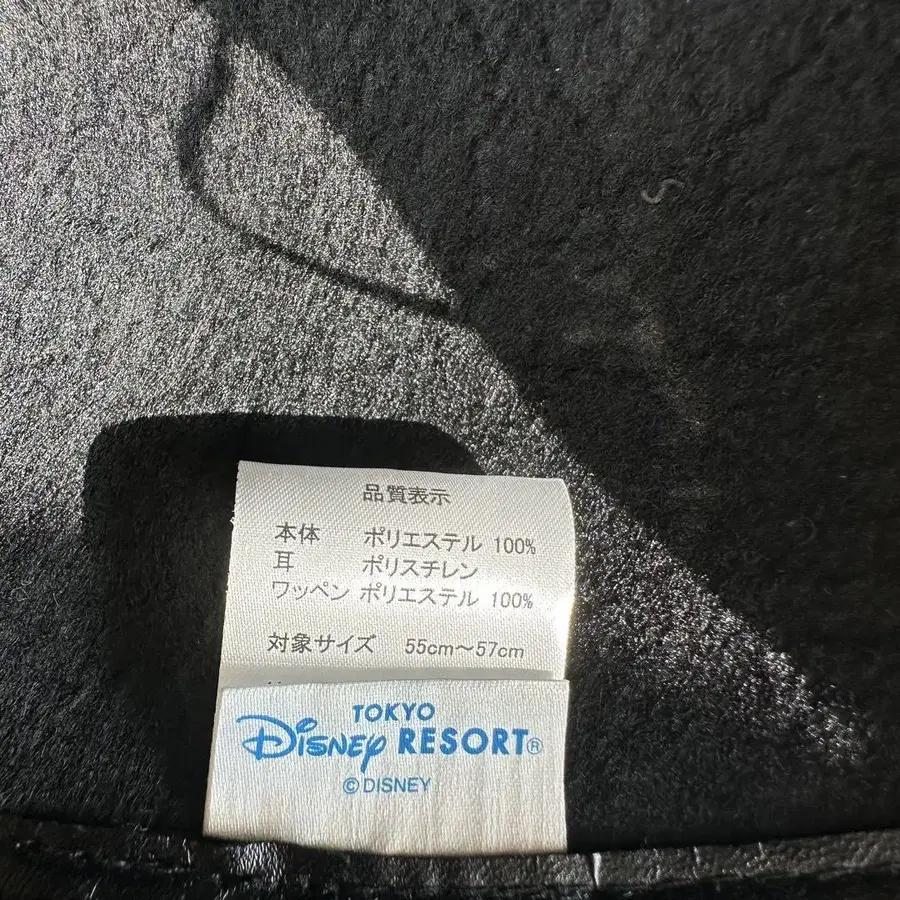 品質表示
本体 ポリエステル 100%
耳 ポリスチレン
ワッペン ポリエステル 100%
対象サイズ 55cm～57cm
TOKYO
Disney RESORT®
©DISNEY